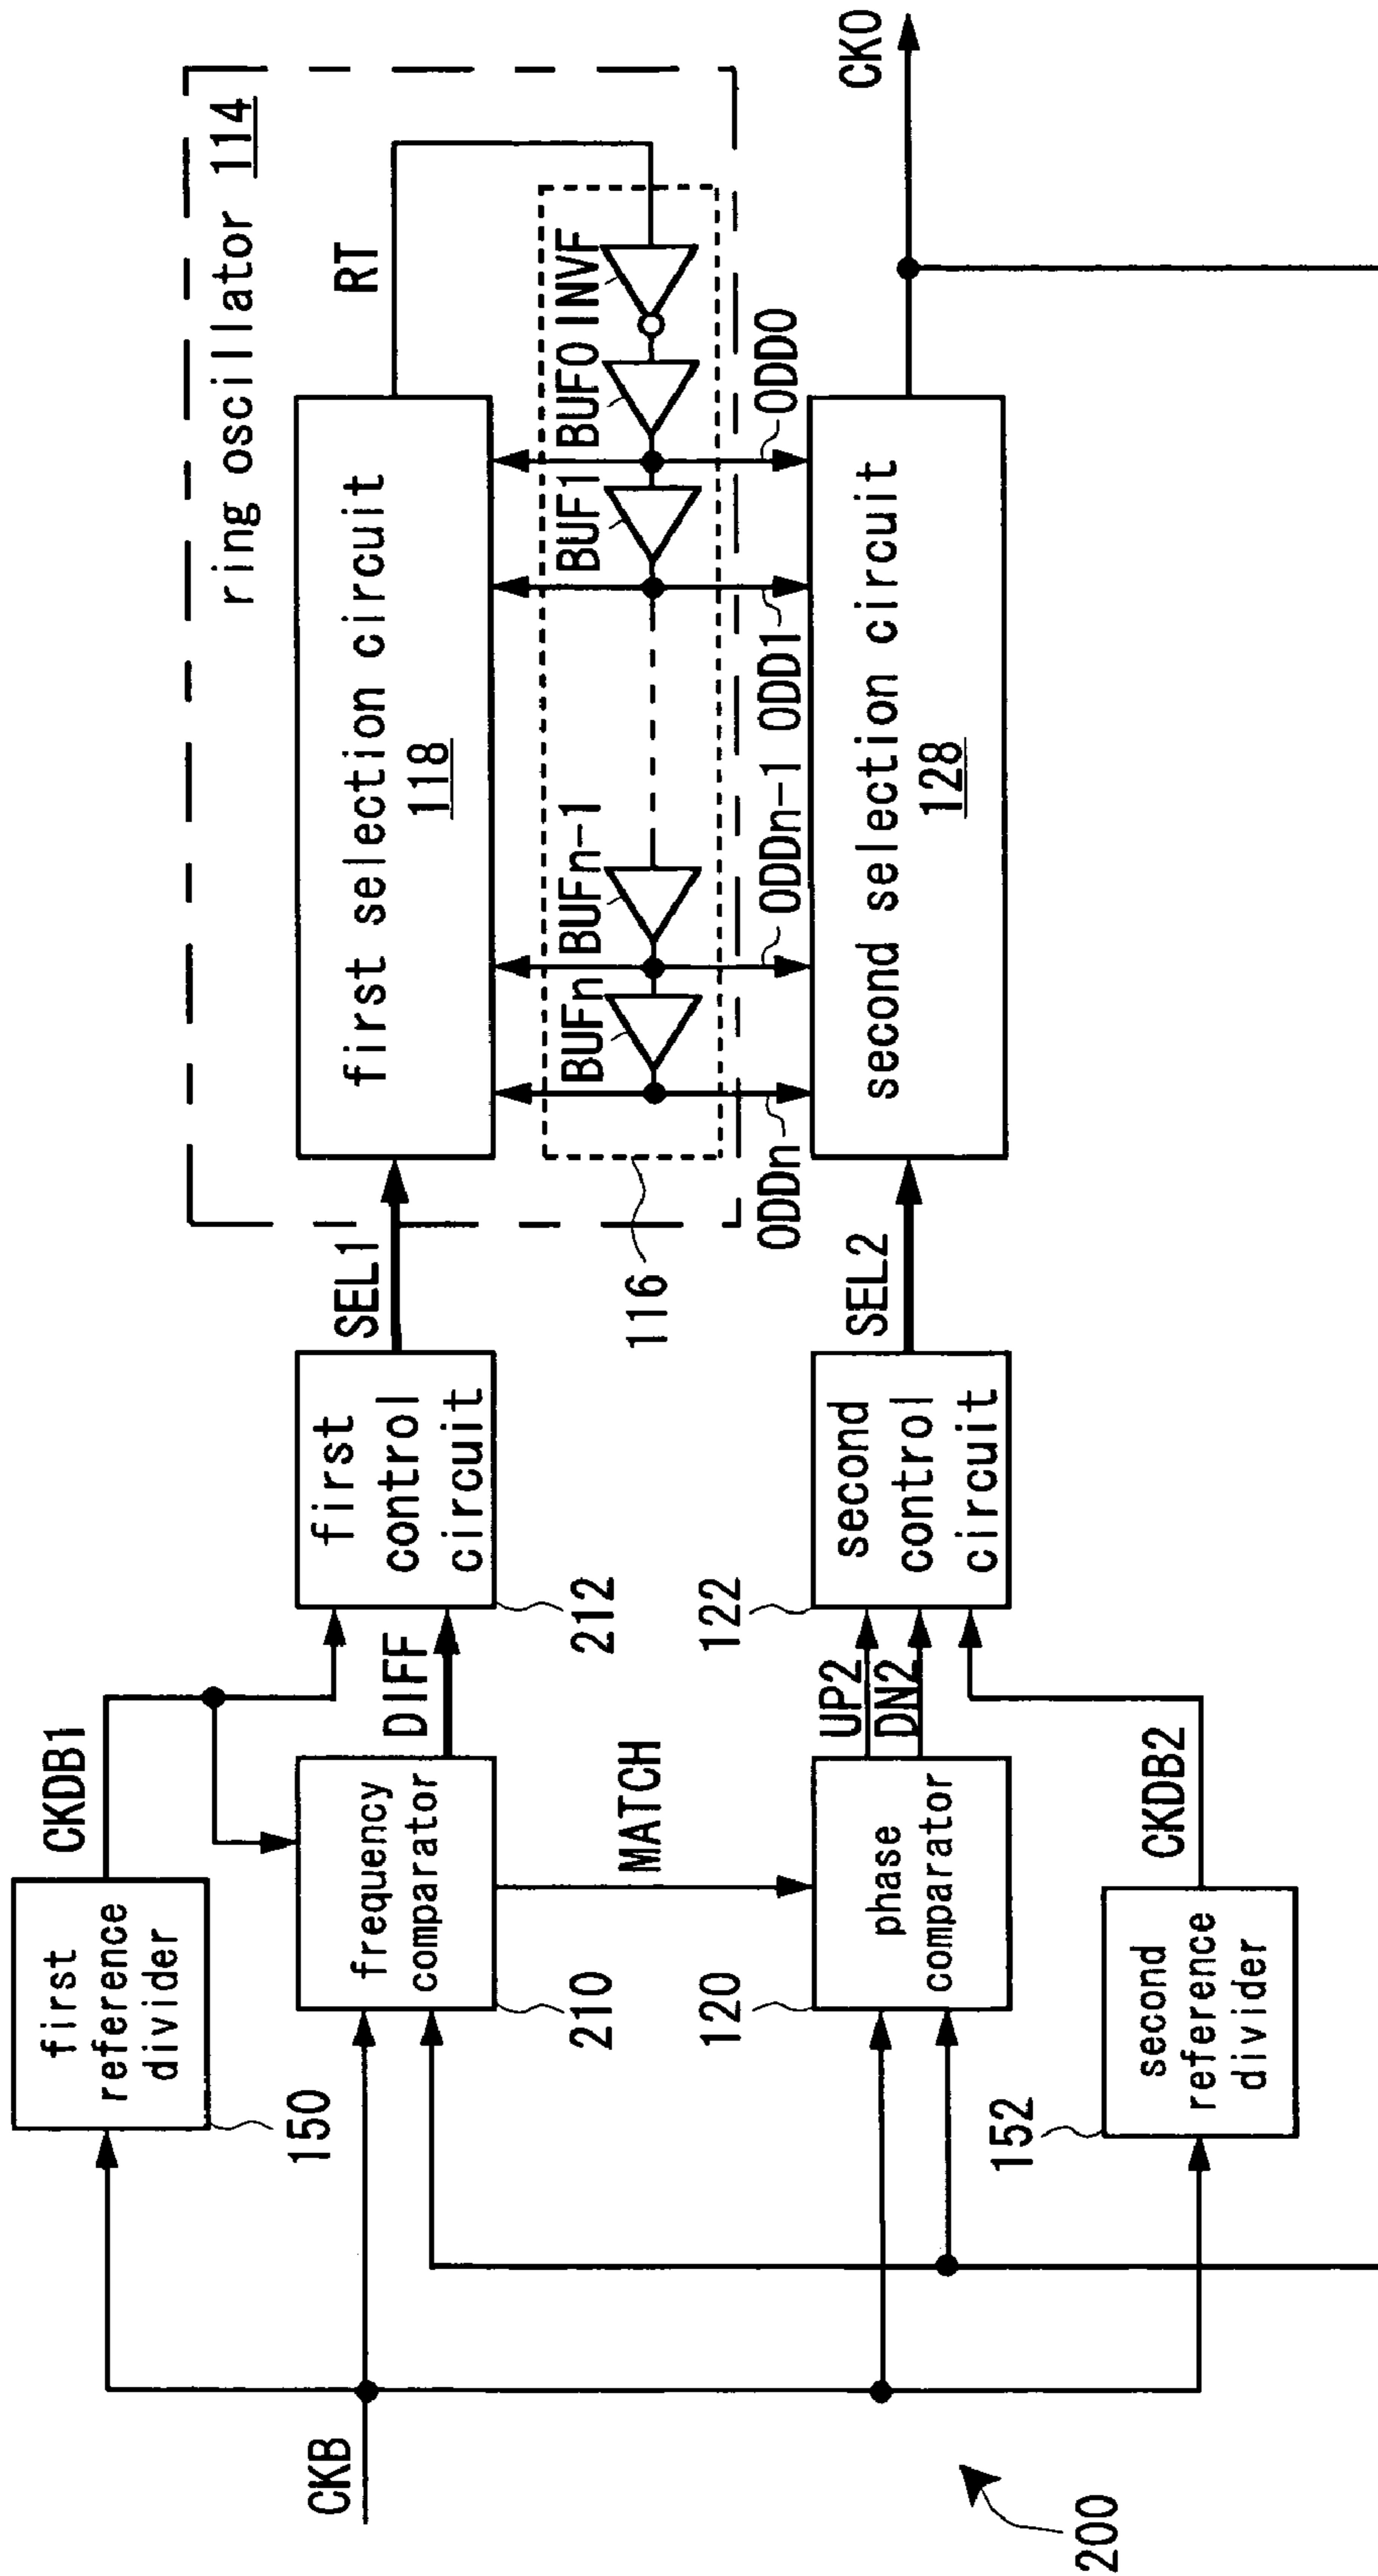 ring oscillator 114
first selection circuit
118
RT
INVF
BUF0
BUF1
BUFn-1
BUFn
116
ODD0
ODD1
ODDn-1
ODDn
second selection circuit
128
CKO
SEL1
SEL2
first
control
circuit
212
second
control
circuit
122
CKDB1
DIFF
UP2
DN2
CKDB2
MATCH
first
reference
divider
150
frequency
comparator
210
phase
comparator
120
second
reference
divider
152
CKB
200